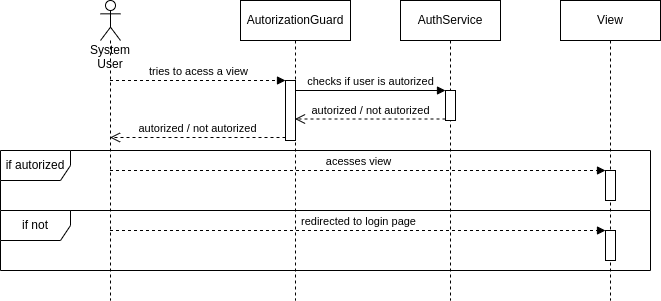 AutorizationGuard
AuthService
View
System
User
tries to acess a view
checks if user is autorized
autorized / not autorized
autorized / not autorized
if autorized
acesses view
if not
redirected to login page